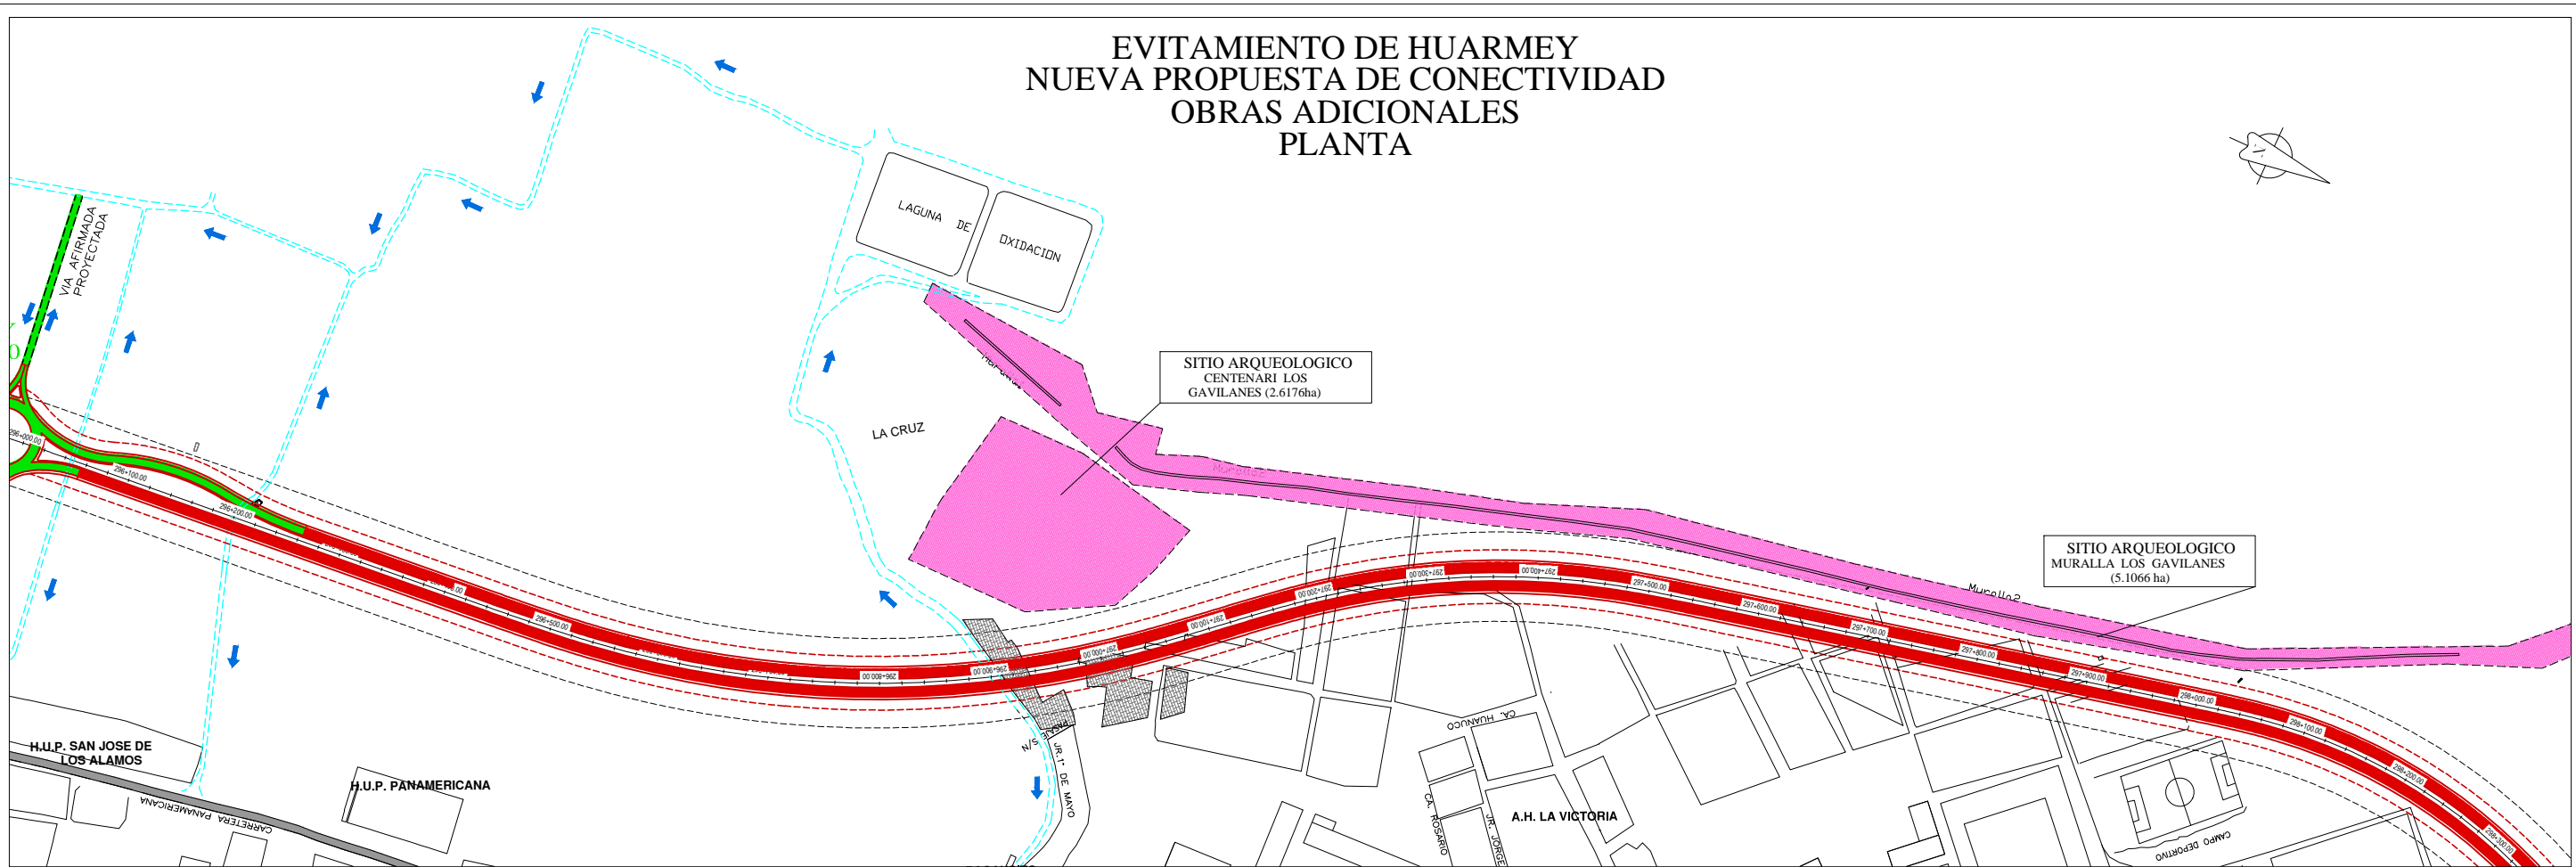 EVITAMIENTO DE HUARMEY
NUEVA PROPUESTA DE CONECTIVIDAD
OBRAS ADICIONALES
PLANTA
LAGUNA DE
OXIDACION
VIA AFIRMADA
PROYECTADA
SITIO ARQUEOLOGICO
CENTENARI LOS
GAVILANES (2.6176ha)
LA CRUZ
SITIO ARQUEOLOGICO
MURALLA LOS GAVILANES
(5.1066 ha)
296+000.00
296+100.00
296+200.00
296+500.00
296+800.00
296+900.00
297+000.00
297+100.00
297+200.00
297+300.00
297+400.00
297+500.00
297+600.00
297+700.00
297+800.00
297+900.00
298+000.00
298+100.00
298+200.00
298+300.00
H.U.P. SAN JOSE DE
LOS ALAMOS
H.U.P. PANAMERICANA
CARRETERA PANAMERICANA
PASAJE S/N
JR.1° DE MAYO
CA. HUANUCO
CA. ROSARIO
JR. JORGE
A.H. LA VICTORIA
CAMPO DEPORTIVO